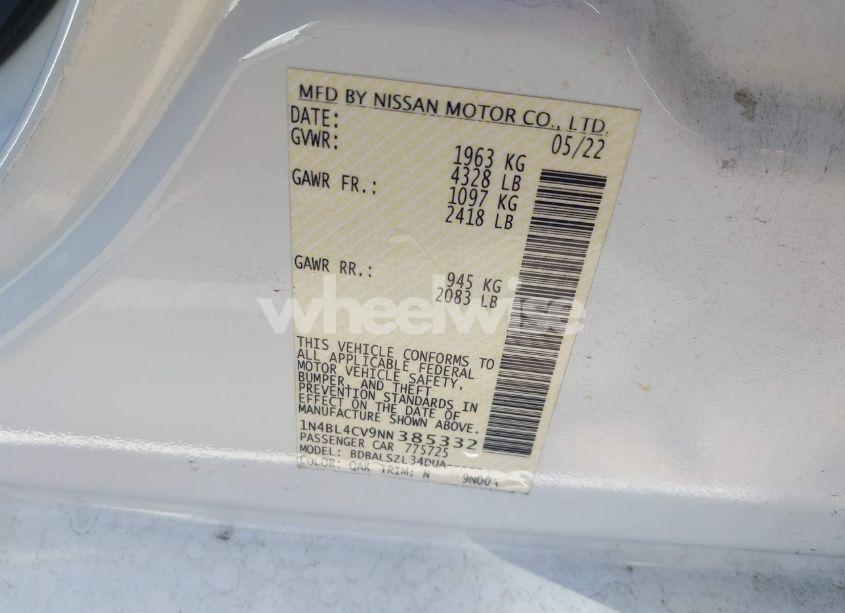 MFD BY NISSAN MOTOR CO., LTD.
DATE: 05/22
GVWR: 1963 KG
4328 LB
GAWR FR.: 1097 KG
2418 LB
GAWR RR.: 945 KG
2083 LB
wheelwise
THIS VEHICLE CONFORMS TO
ALL APPLICABLE FEDERAL
MOTOR VEHICLE SAFETY,
BUMPER, AND THEFT
PREVENTION STANDARDS IN
EFFECT ON THE DATE OF
MANUFACTURE SHOWN ABOVE.
1N4BL4CV9NN385332
PASSENGER CAR 775725
MODEL: BDBALSZL34DUA-----
COLOR: QAK TRIM: N